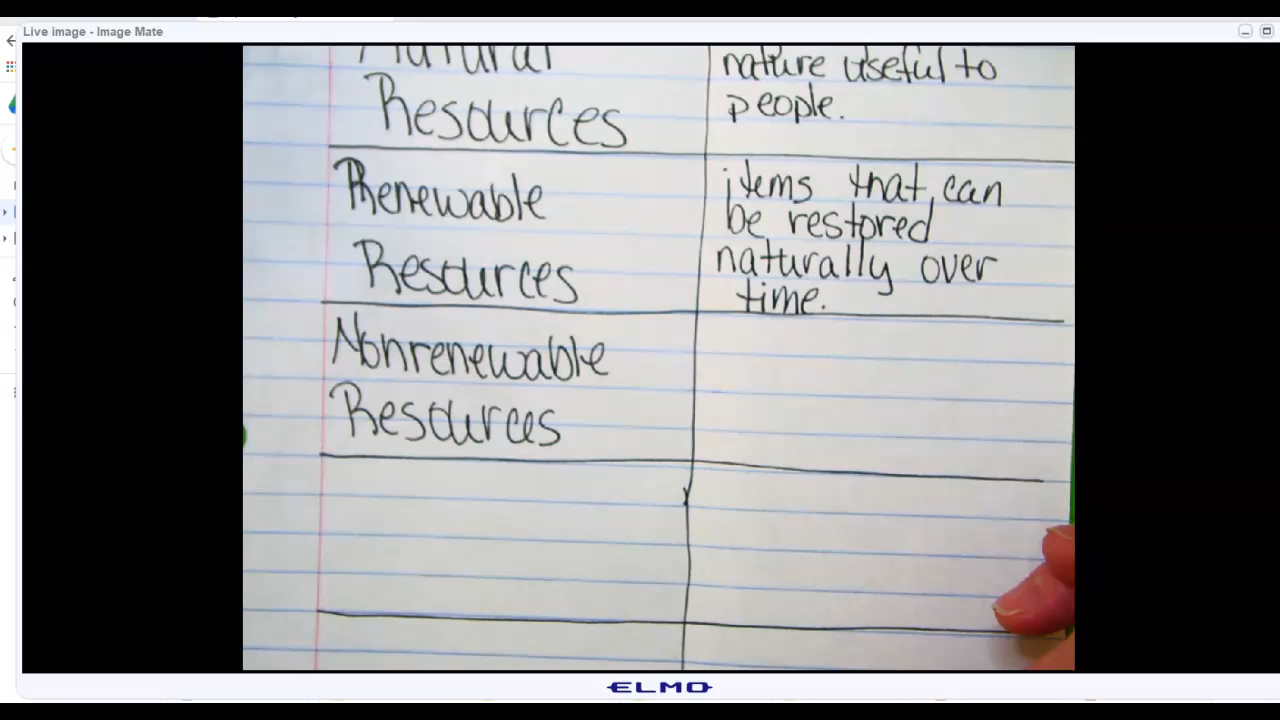 Live image - Image Mate
Natural
Resources
nature useful to
people.
Renewable
Resources
items that can
be restored
naturally over
time.
Nonrenewable
Resources
ELMO